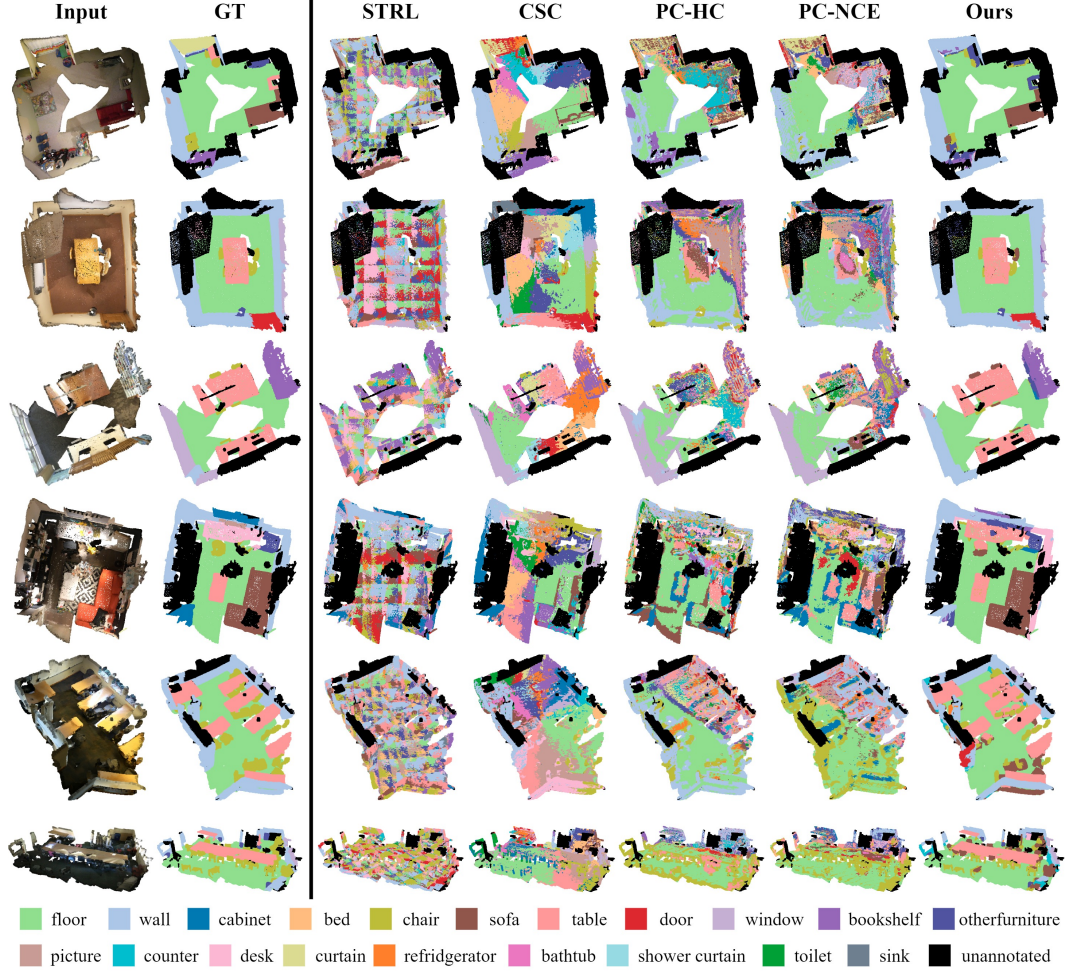 Input GT STRL CSC PC-HC PC-NCE Ours
floor wall cabinet bed chair sofa table door window bookshelf otherfurniture
picture counter desk curtain refridgerator bathtub shower curtain toilet sink unannotated